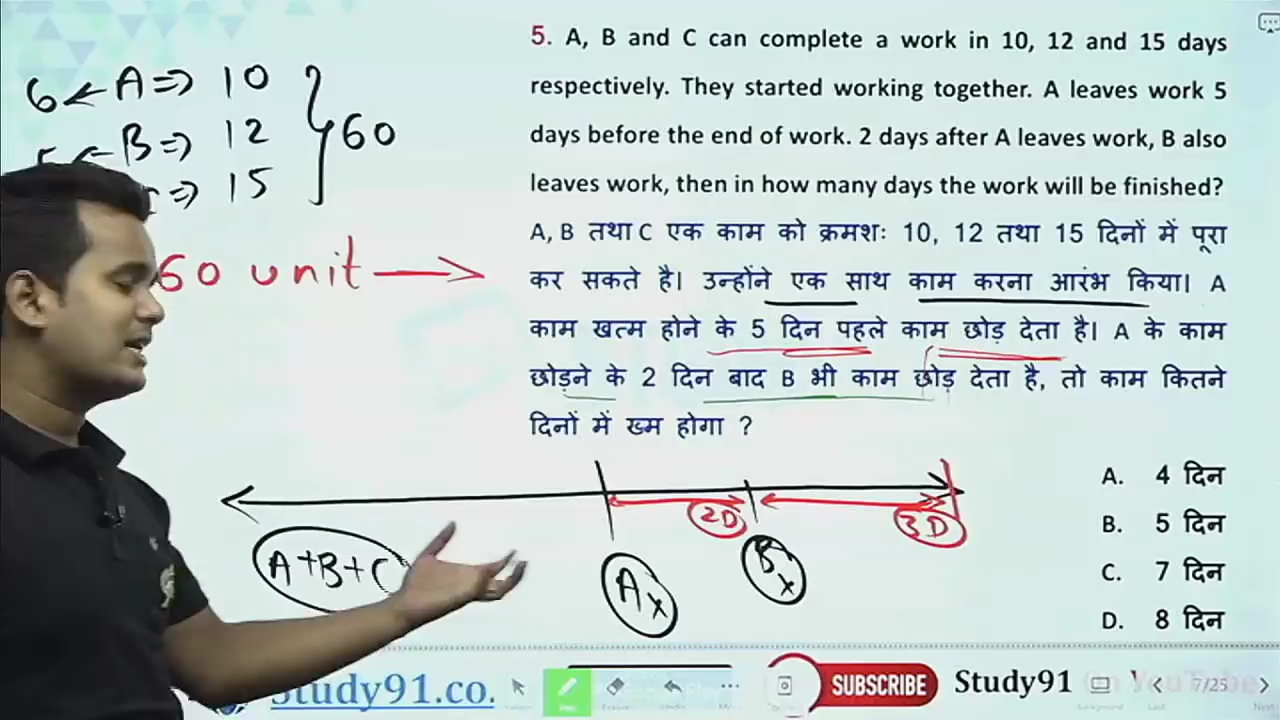 5. A, B and C can complete a work in 10, 12 and 15 days
respectively. They started working together. A leaves work 5
days before the end of work. 2 days after A leaves work, B also
leaves work, then in how many days the work will be finished?
A, B तथा C एक काम को क्रमशः 10, 12 तथा 15 दिनों में पूरा
कर सकते है। उन्होंने एक साथ काम करना आरंभ किया। A
काम खत्म होने के 5 दिन पहले काम छोड़ देता है। A के काम
छोड़ने के 2 दिन बाद B भी काम छोड़ देता है, तो काम कितने
दिनों में ख्म होगा ?
A. 4 दिन
B. 5 दिन
C. 7 दिन
D. 8 दिन
6 ← A ⇒ 10
← B ⇒ 12
⇒ 15
60
60 unit →
2D
3D
A+B+C
A x
B x
Study91.co.
SUBSCRIBE
Study91
On YouTube
7/25